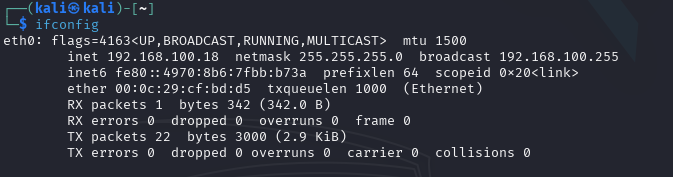 ┌──(kali㉿kali)-[~]
└─$ ifconfig
eth0: flags=4163<UP,BROADCAST,RUNNING,MULTICAST>  mtu 1500
        inet 192.168.100.18  netmask 255.255.255.0  broadcast 192.168.100.255
        inet6 fe80::4970:8b6:7fbb:b73a  prefixlen 64  scopeid 0×20<link>
        ether 00:0c:29:cf:bd:d5  txqueuelen 1000  (Ethernet)
        RX packets 1  bytes 342 (342.0 B)
        RX errors 0  dropped 0  overruns 0  frame 0
        TX packets 22  bytes 3000 (2.9 KiB)
        TX errors 0  dropped 0 overruns 0  carrier 0  collisions 0